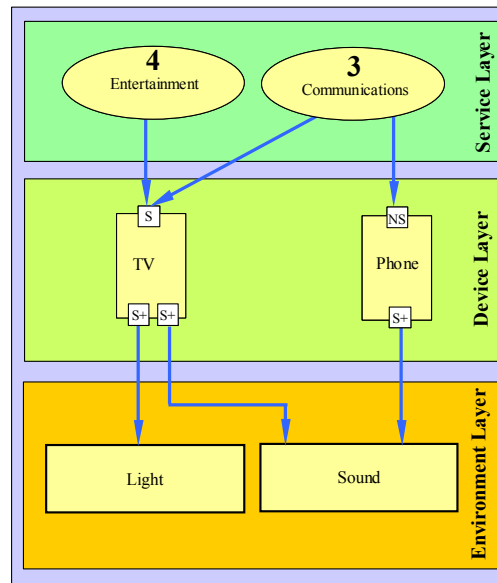 4
Entertainment
3
Communications
Service Layer
S
TV
S+ S+
NS
Phone
S+
Device Layer
Light
Sound
Environment Layer